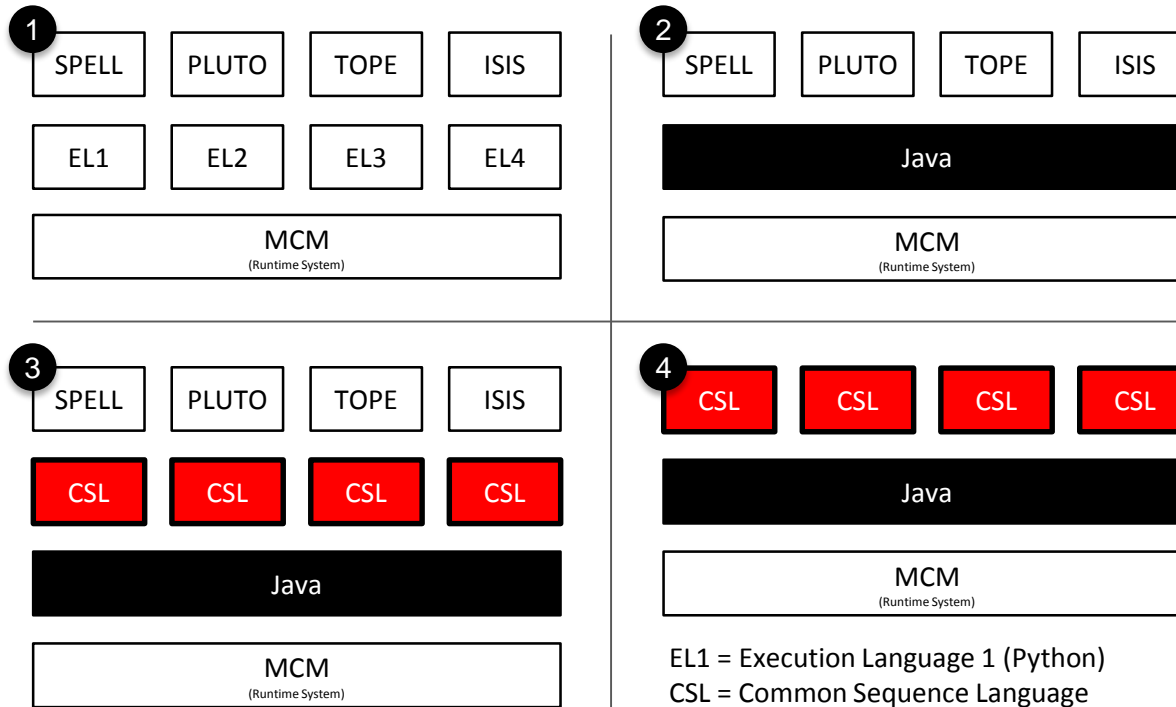 1
SPELL PLUTO TOPE ISIS
EL1 EL2 EL3 EL4
MCM
(Runtime System)
2
SPELL PLUTO TOPE ISIS
Java
MCM
(Runtime System)
3
SPELL PLUTO TOPE ISIS
CSL CSL CSL CSL
Java
MCM
(Runtime System)
4
CSL CSL CSL CSL
Java
MCM
(Runtime System)
EL1 = Execution Language 1 (Python)
CSL = Common Sequence Language